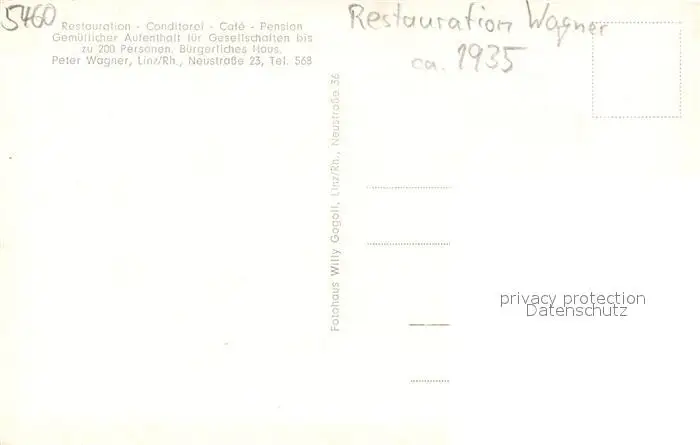 5460
Restauration - Conditorei - Café - Pension
Gemütlicher Aufenthalt für Gesellschaften bis
zu 200 Personen. Bürgerliches Haus.
Peter Wagner, Linz/Rh., Neustraße 23, Tel. 568
Restauration Wagner
ca. 1935
Fotohaus Willy Gagoll, Linz/Rh., Neustraße 36
privacy protection
Datenschutz